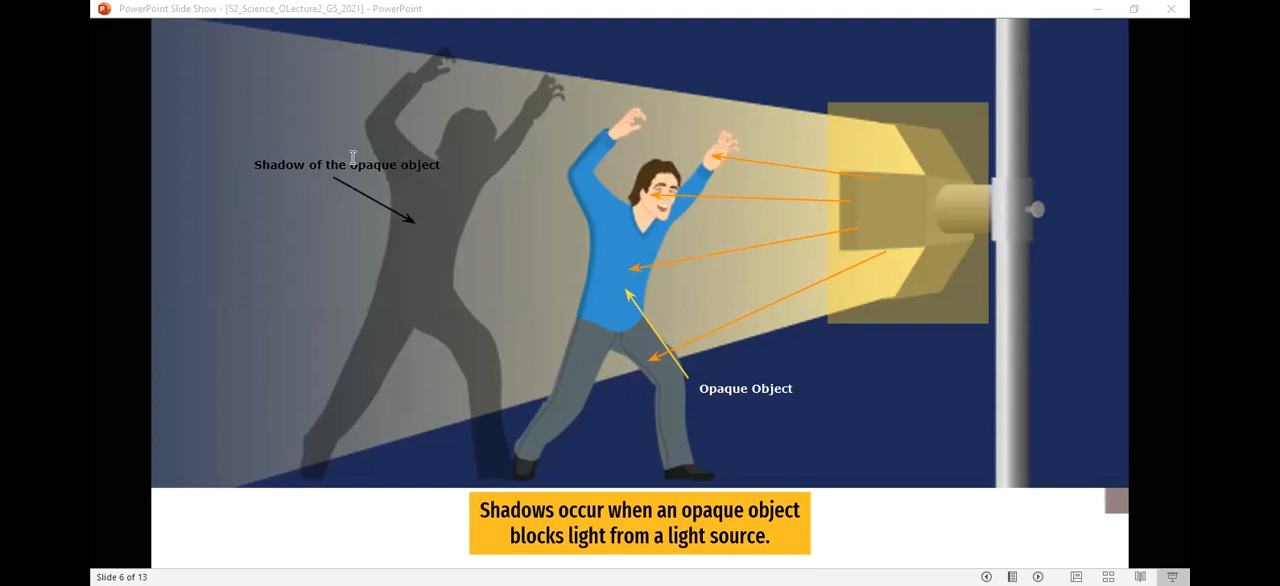 PowerPoint Slide Show - [S2_Science_OLecture2_G5_2021] - PowerPoint
Shadow of the opaque object
Opaque Object
Shadows occur when an opaque object
blocks light from a light source.
Slide 6 of 13